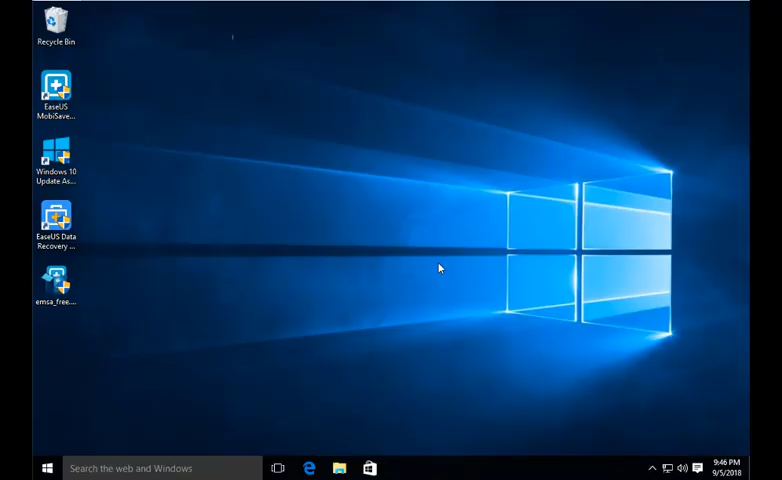 Recycle Bin
EaseUS
MobiSave...
Windows 10
Update As...
EaseUS Data
Recovery ...
emsa_free....
Search the web and Windows
9:46 PM
9/5/2018